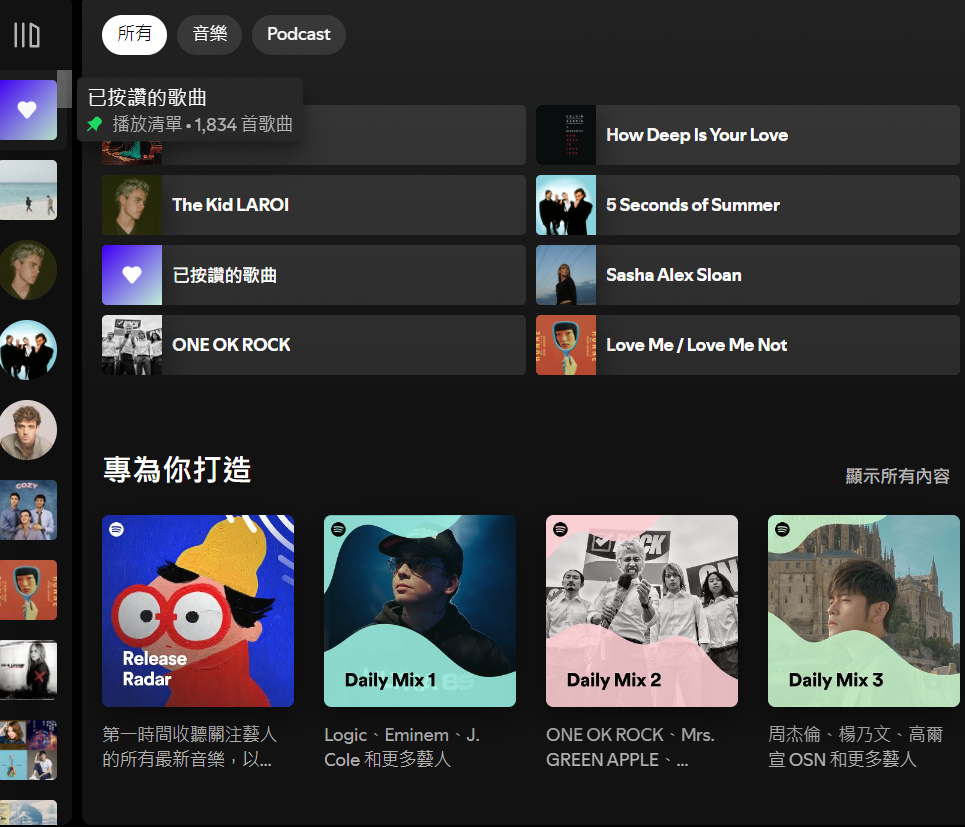 所有
音樂
Podcast
已按讚的歌曲
播放清單 • 1,834 首歌曲
How Deep Is Your Love
The Kid LAROI
5 Seconds of Summer
已按讚的歌曲
Sasha Alex Sloan
ONE OK ROCK
Love Me / Love Me Not
COZY
專為你打造
顯示所有內容
Release
Radar
Daily Mix 1
Daily Mix 2
Daily Mix 3
第一時間收聽關注藝人
的所有最新音樂，以...
Logic、Eminem、J.
Cole 和更多藝人
ONE OK ROCK、Mrs.
GREEN APPLE、...
周杰倫、楊乃文、高爾
宣 OSN 和更多藝人